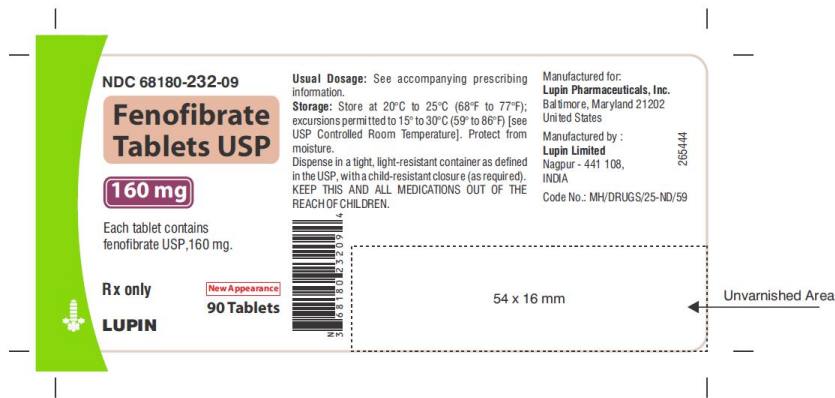 NDC 68180-232-09
Fenofibrate
Tablets USP
160 mg
Each tablet contains
fenofibrate USP,160 mg.
Rx only
New Appearance
90 Tablets
LUPIN
Usual Dosage: See accompanying prescribing
information.
Storage: Store at 20°C to 25°C (68°F to 77°F);
excursions permitted to 15° to 30°C (59° to 86°F) [see
USP Controlled Room Temperature]. Protect from
moisture.
Dispense in a tight, light-resistant container as defined
in the USP, with a child-resistant closure (as required).
KEEP THIS AND ALL MEDICATIONS OUT OF THE
REACH OF CHILDREN.
N
3 68180 23209 4
Manufactured for:
Lupin Pharmaceuticals, Inc.
Baltimore, Maryland 21202
United States
Manufactured by :
Lupin Limited
Nagpur - 441 108,
INDIA
Code No.: MH/DRUGS/25-ND/59
265444
54 x 16 mm
Unvarnished Area